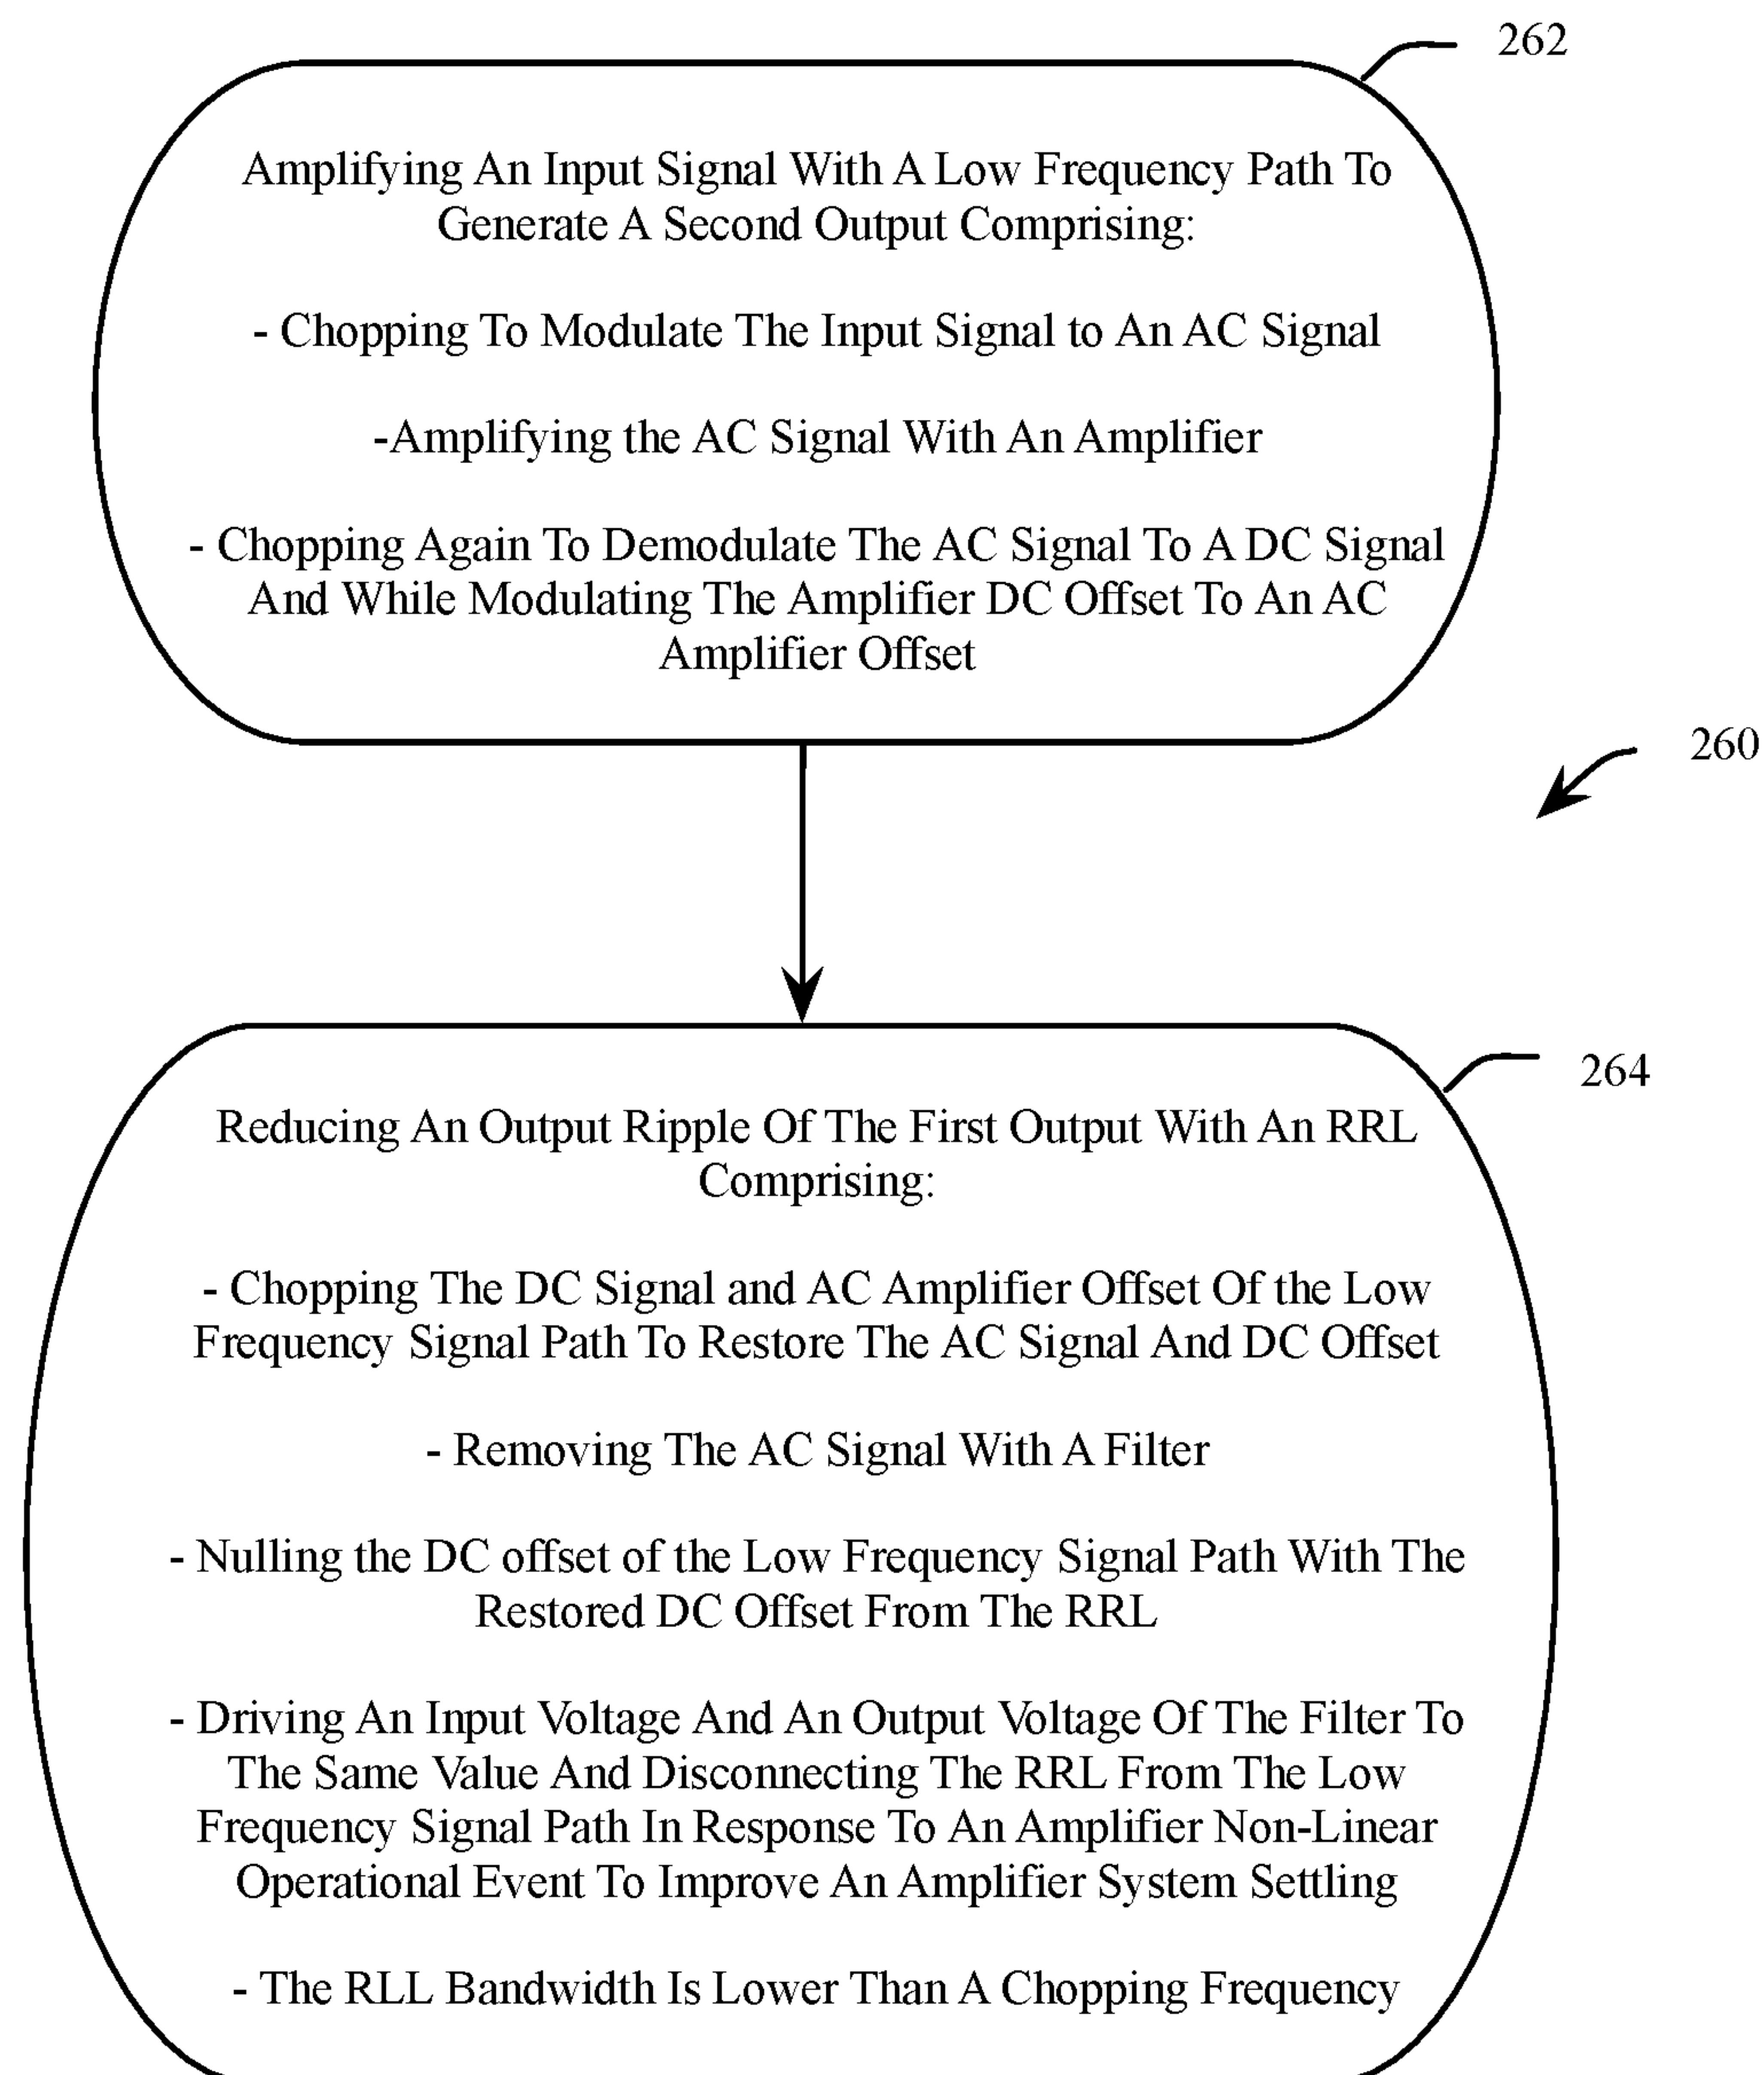 262
Amplifying An Input Signal With A Low Frequency Path To
Generate A Second Output Comprising:
- Chopping To Modulate The Input Signal to An AC Signal
-Amplifying the AC Signal With An Amplifier
- Chopping Again To Demodulate The AC Signal To A DC Signal
And While Modulating The Amplifier DC Offset To An AC
Amplifier Offset
260
264
Reducing An Output Ripple Of The First Output With An RRL
Comprising:
- Chopping The DC Signal and AC Amplifier Offset Of the Low
Frequency Signal Path To Restore The AC Signal And DC Offset
- Removing The AC Signal With A Filter
- Nulling the DC offset of the Low Frequency Signal Path With The
Restored DC Offset From The RRL
- Driving An Input Voltage And An Output Voltage Of The Filter To
The Same Value And Disconnecting The RRL From The Low
Frequency Signal Path In Response To An Amplifier Non-Linear
Operational Event To Improve An Amplifier System Settling
- The RLL Bandwidth Is Lower Than A Chopping Frequency